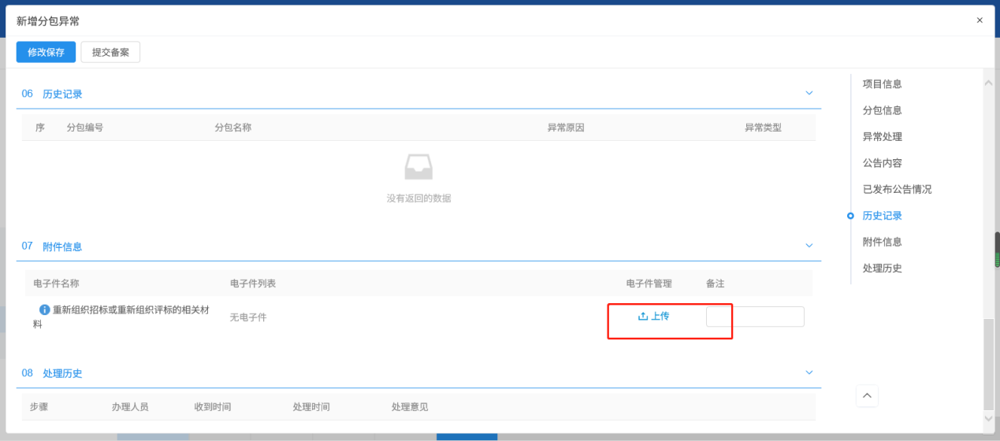 新增分包异常
×
修改保存 提交备案
06 历史记录
序 分包编号 分包名称 异常原因 异常类型
没有返回的数据
07 附件信息
电子件名称 电子件列表 电子件管理 备注
重新组织招标或重新组织评标的相关材
料
无电子件
上传
08 处理历史
步骤 办理人员 收到时间 处理时间 处理意见
项目信息
分包信息
异常处理
公告内容
已发布公告情况
历史记录
附件信息
处理历史